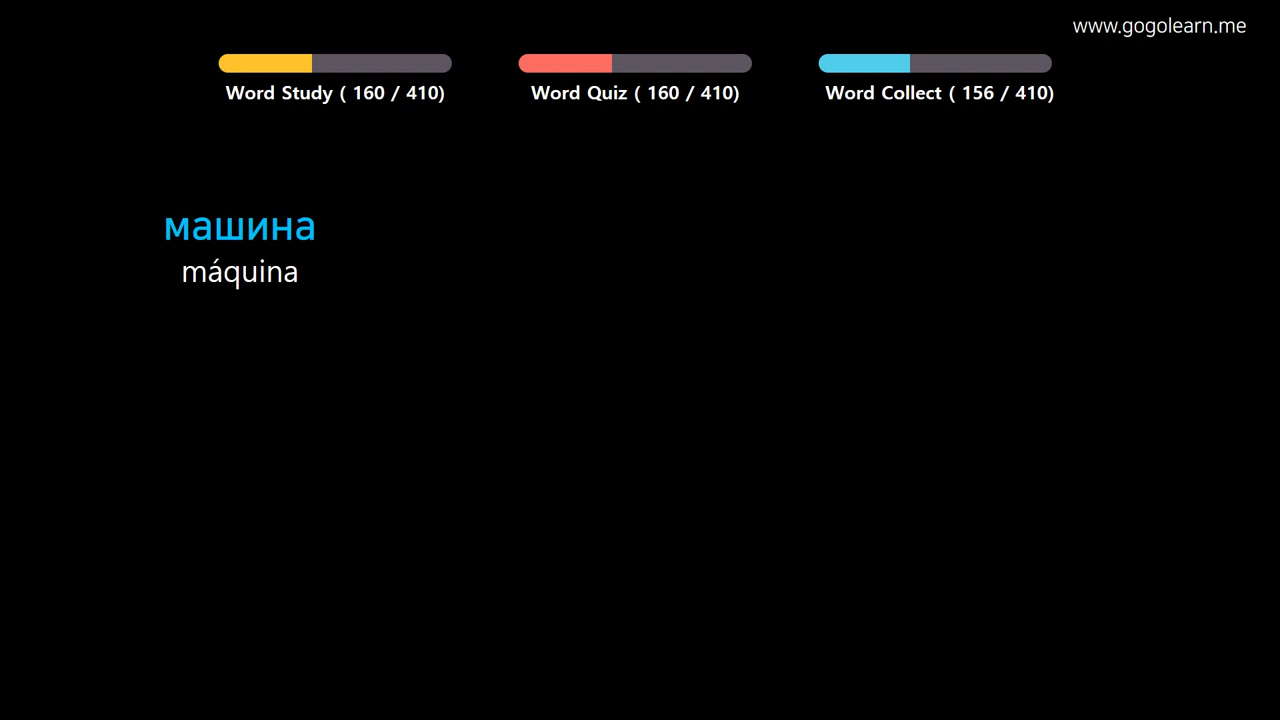 www.gogolearn.me
Word Study ( 160 / 410)
Word Quiz ( 160 / 410)
Word Collect ( 156 / 410)
машина
máquina